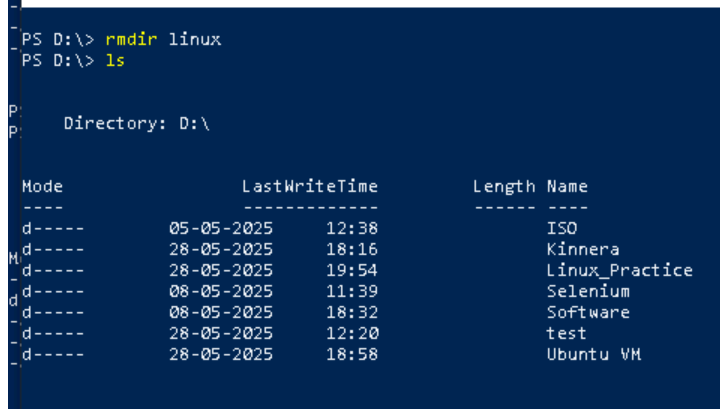 PS D:\> rmdir linux
PS D:\> ls
Directory: D:\
Mode LastWriteTime Length Name
---- ------------- ------ ----
d----- 05-05-2025 12:38 ISO
d----- 28-05-2025 18:16 Kinnera
d----- 28-05-2025 19:54 Linux_Practice
d----- 08-05-2025 11:39 Selenium
d----- 08-05-2025 18:32 Software
d----- 28-05-2025 12:20 test
d----- 28-05-2025 18:58 Ubuntu VM